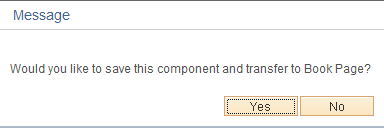 Message
Would you like to save this component and transfer to Book Page?
Yes No